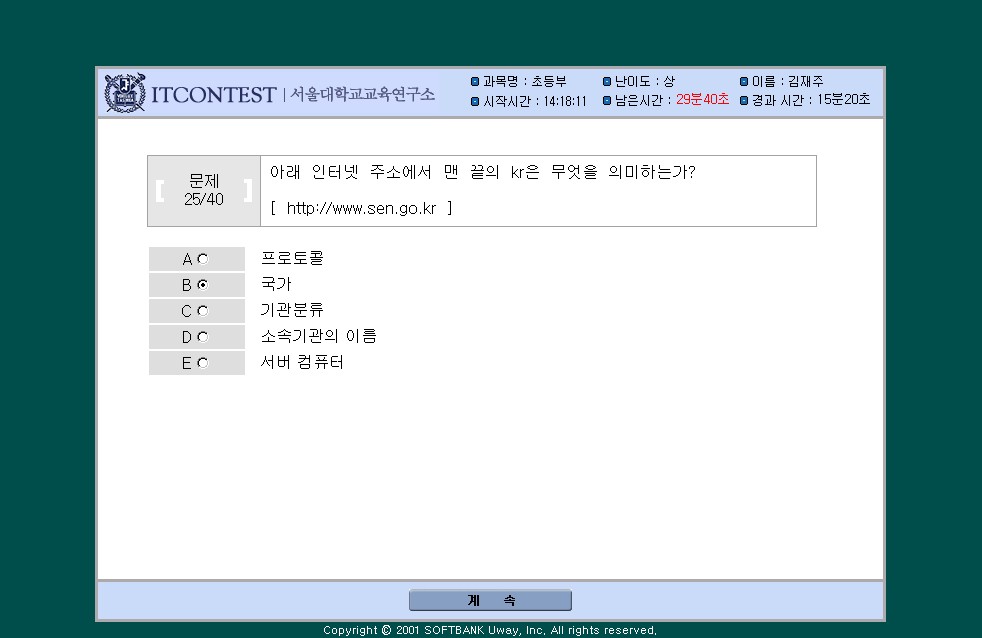 ITCONTEST | 서울대학교교육연구소
과목명 : 초등부 난이도 : 상 이름 : 김재주
시작시간 : 14:18:11 남은시간 : 29분40초 경과 시간 : 15분20초
문제
25/40
아래 인터넷 주소에서 맨 끝의 kr은 무엇을 의미하는가?
[ http://www.sen.go.kr ]
A 프로토콜
B 국가
C 기관분류
D 소속기관의 이름
E 서버 컴퓨터
계 속
Copyright © 2001 SOFTBANK Uway, Inc, All rights reserved,